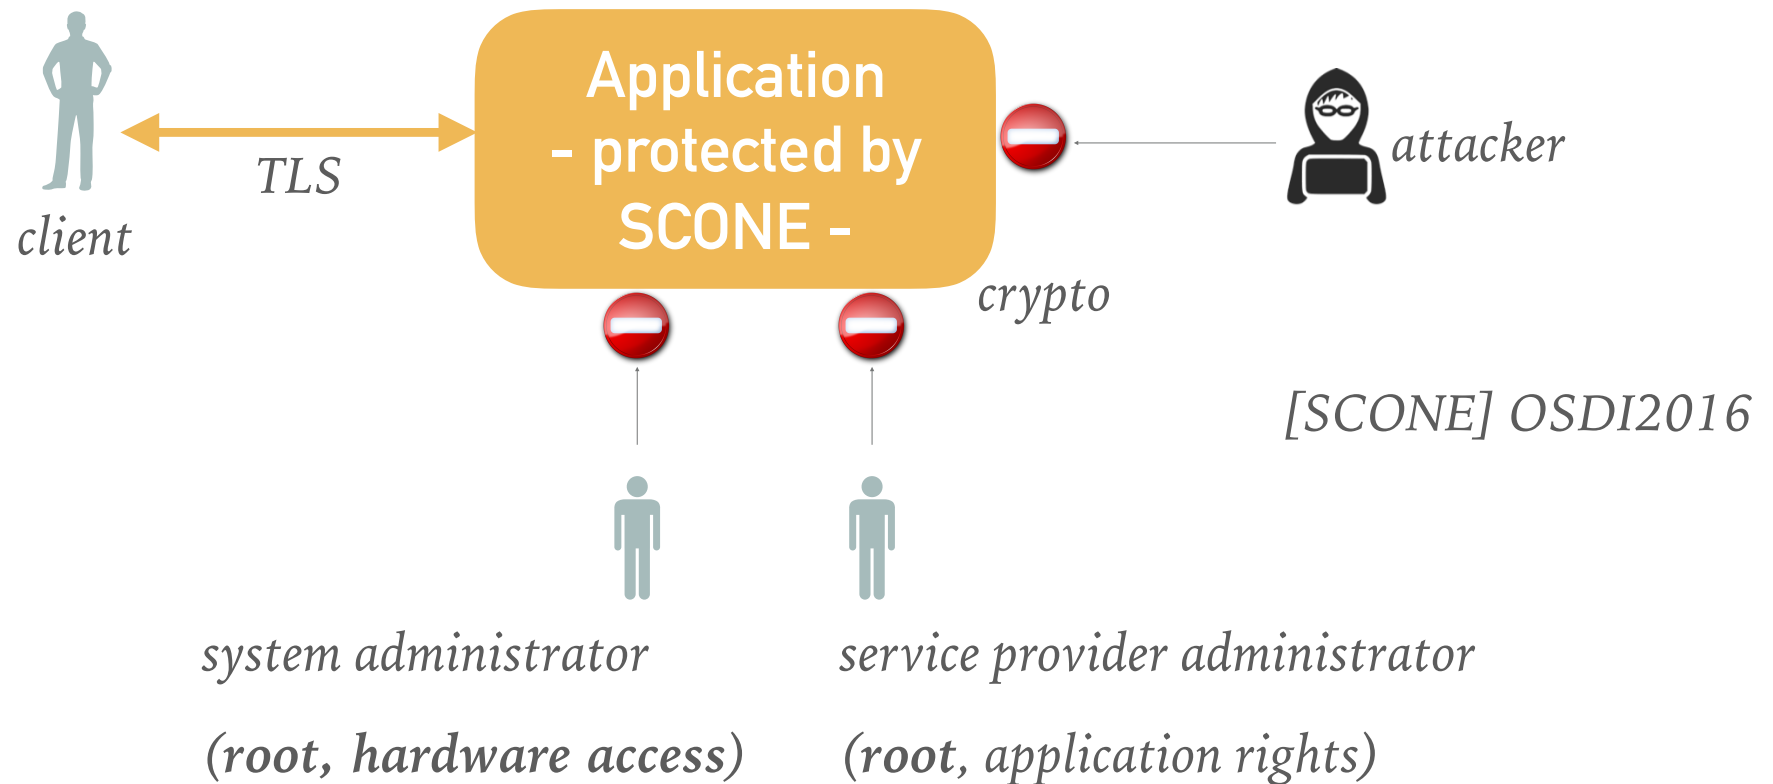 Application
- protected by
SCONE -
TLS
client
attacker
crypto
[SCONE] OSDI2016
system administrator
(root, hardware access)
service provider administrator
(root, application rights)